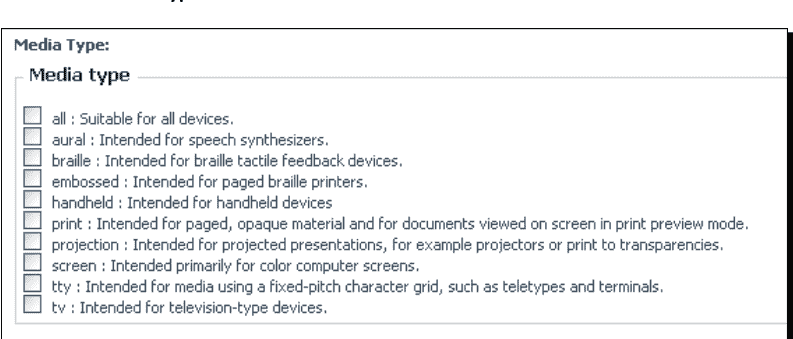 Media Type:
Media type
all : Suitable for all devices.
aural : Intended for speech synthesizers.
braille : Intended for braille tactile feedback devices.
embossed : Intended for paged braille printers.
handheld : Intended for handheld devices
print : Intended for paged, opaque material and for documents viewed on screen in print preview mode.
projection : Intended for projected presentations, for example projectors or print to transparencies.
screen : Intended primarily for color computer screens.
tty : Intended for media using a fixed-pitch character grid, such as teletypes and terminals.
tv : Intended for television-type devices.